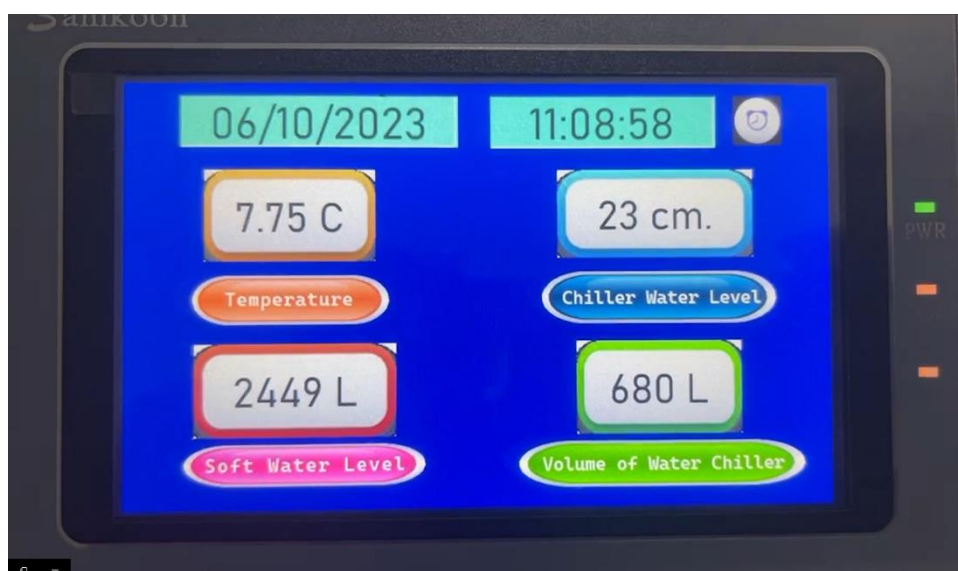 Samkoon
06/10/2023 11:08:58
7.75 C 23 cm.
Temperature Chiller Water Level
PWR
2449 L 680 L
Soft Water Level Volume of Water Chiller